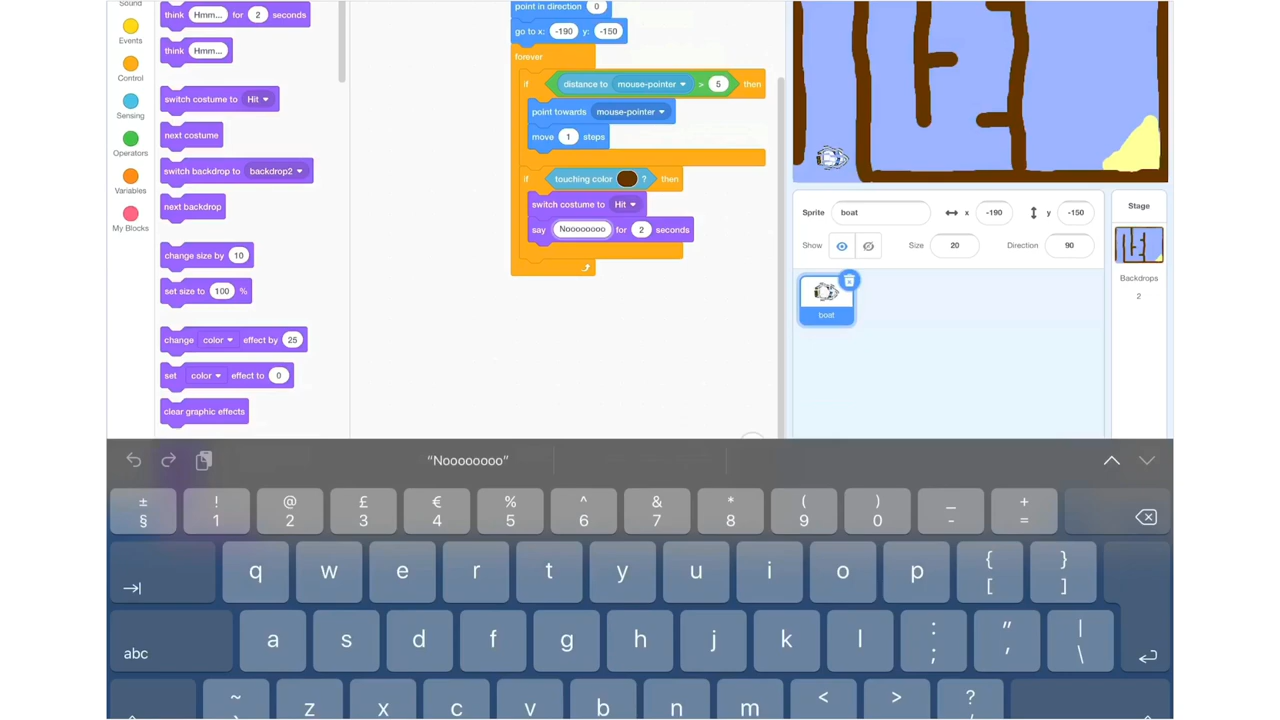 Sound
Events
Control
Sensing
Operators
Variables
My Blocks
think Hmm... for 2 seconds
think Hmm...
switch costume to Hit
next costume
switch backdrop to backdrop2
next backdrop
change size by 10
set size to 100 %
change color effect by 25
set color effect to 0
clear graphic effects
point in direction 0
go to x: -190 y: -150
forever
if distance to mouse-pointer > 5 then
point towards mouse-pointer
move 1 steps
if touching color ? then
switch costume to Hit
say Noooooooo for 2 seconds
Sprite boat x -190 y -150
Show Size 20 Direction 90
boat
Stage
Backdrops
2
“Noooooooo”
± ! @ £ € % ^ & * ( ) _ +
§ 1 2 3 4 5 6 7 8 9 0 - =
{ }
q w e r t y u i o p [ ]
: " |
abc a s d f g h j k l ; ' \
~ < > ?
` z x c v b n m , . /